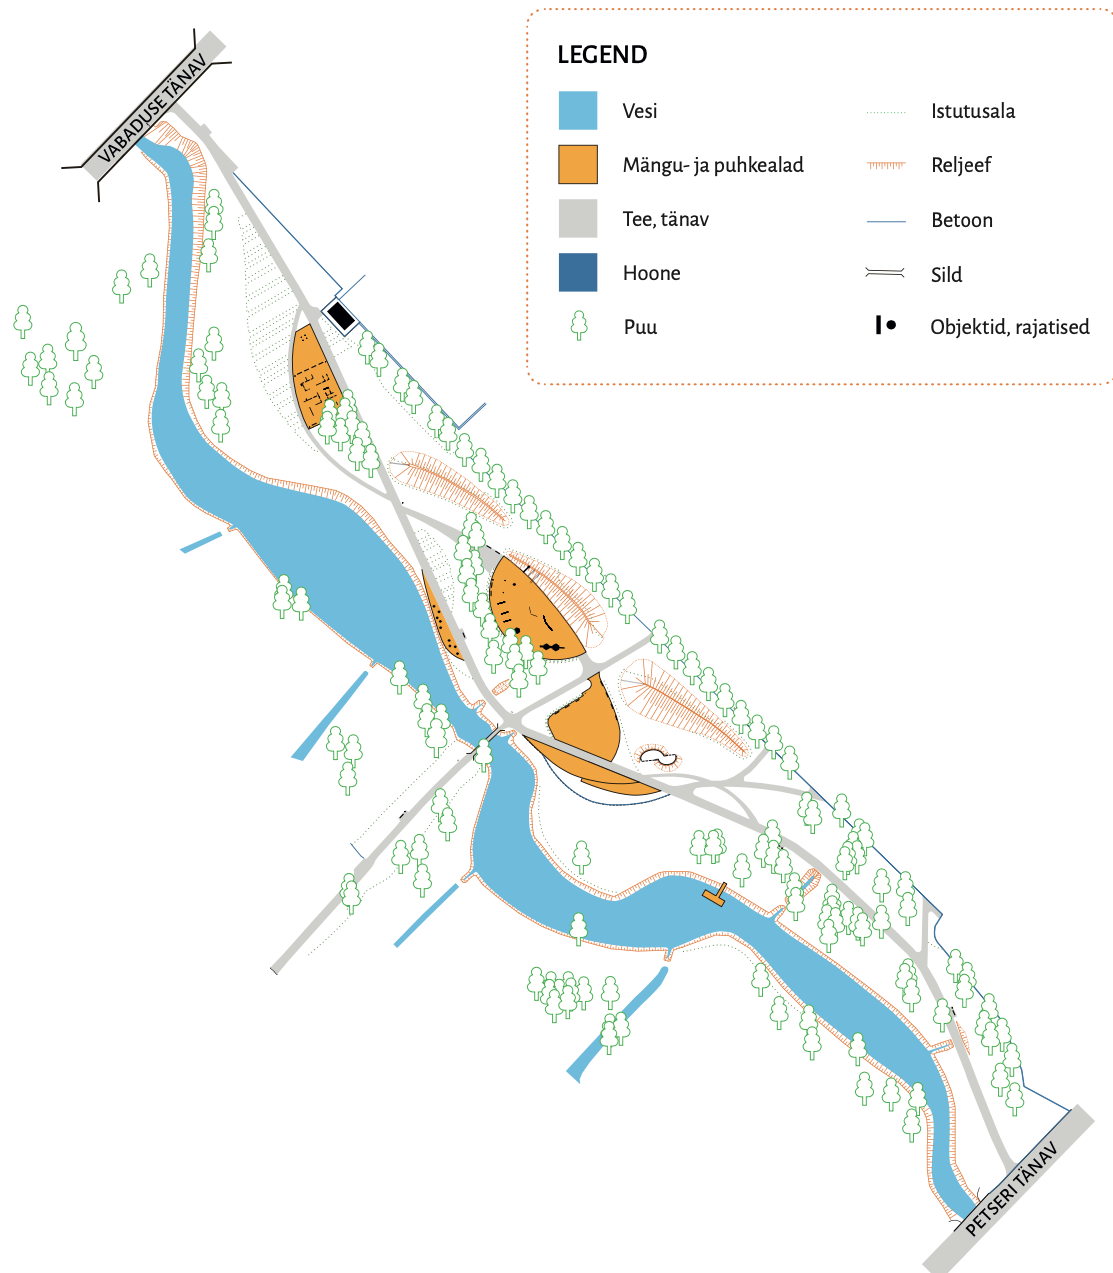 VABADUSE TÄNAV
LEGEND
Vesi
Mängu- ja puhkealad
Tee, tänav
Hoone
Puu
Istutusala
Reljeef
Betoon
Sild
Objektid, rajatised
PETSERI TÄNAV